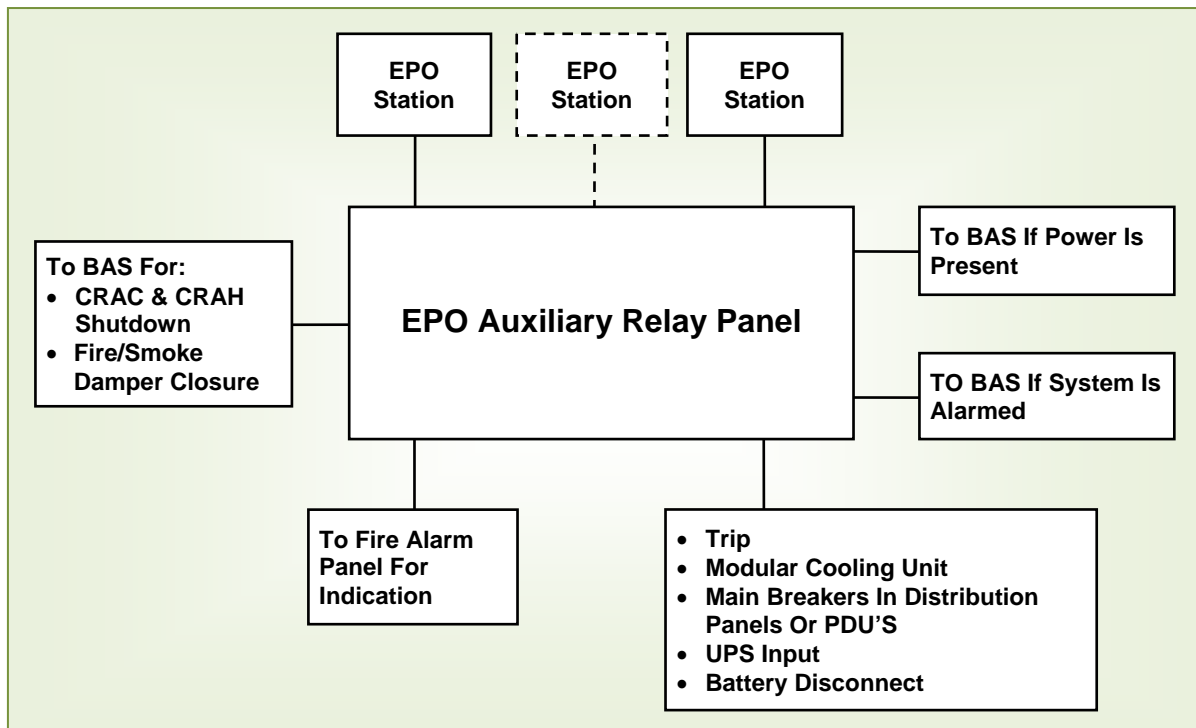 EPO
Station
EPO
Station
EPO
Station
To BAS For:
• CRAC & CRAH
Shutdown
• Fire/Smoke
Damper Closure
EPO Auxiliary Relay Panel
To BAS If Power Is
Present
TO BAS If System Is
Alarmed
To Fire Alarm
Panel For
Indication
• Trip
• Modular Cooling Unit
• Main Breakers In Distribution
Panels Or PDU’S
• UPS Input
• Battery Disconnect